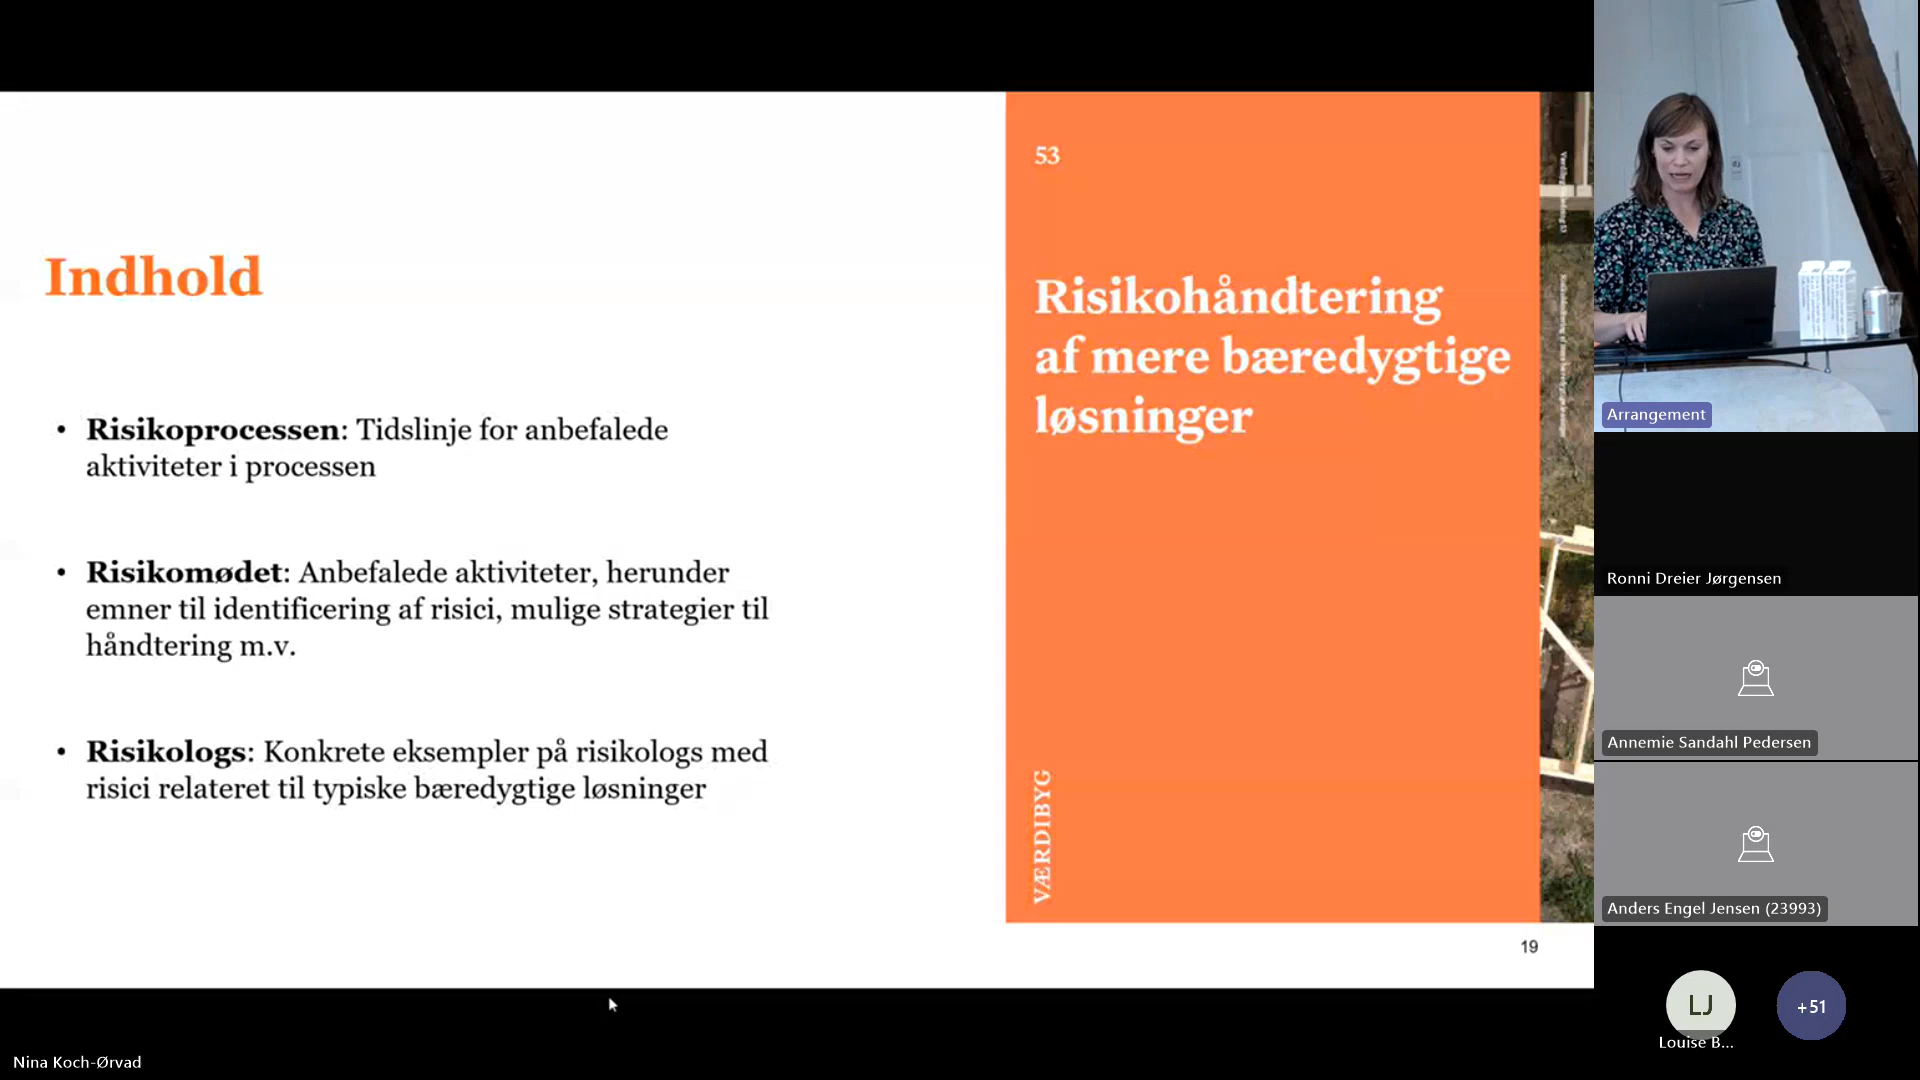 Indhold
• Risikoprocessen: Tidslinje for anbefalede
aktiviteter i processen
• Risikomødet: Anbefalede aktiviteter, herunder
emner til identificering af risici, mulige strategier til
håndtering m.v.
• Risikologs: Konkrete eksempler på risikologs med
risici relateret til typiske bæredygtige løsninger
53
Risikohåndtering
af mere bæredygtige
løsninger
VÆRDIBYG
19
Nina Koch-Ørvad
Arrangement
Ronni Dreier Jørgensen
Annemie Sandahl Pedersen
Anders Engel Jensen (23993)
LJ
Louise B...
+51